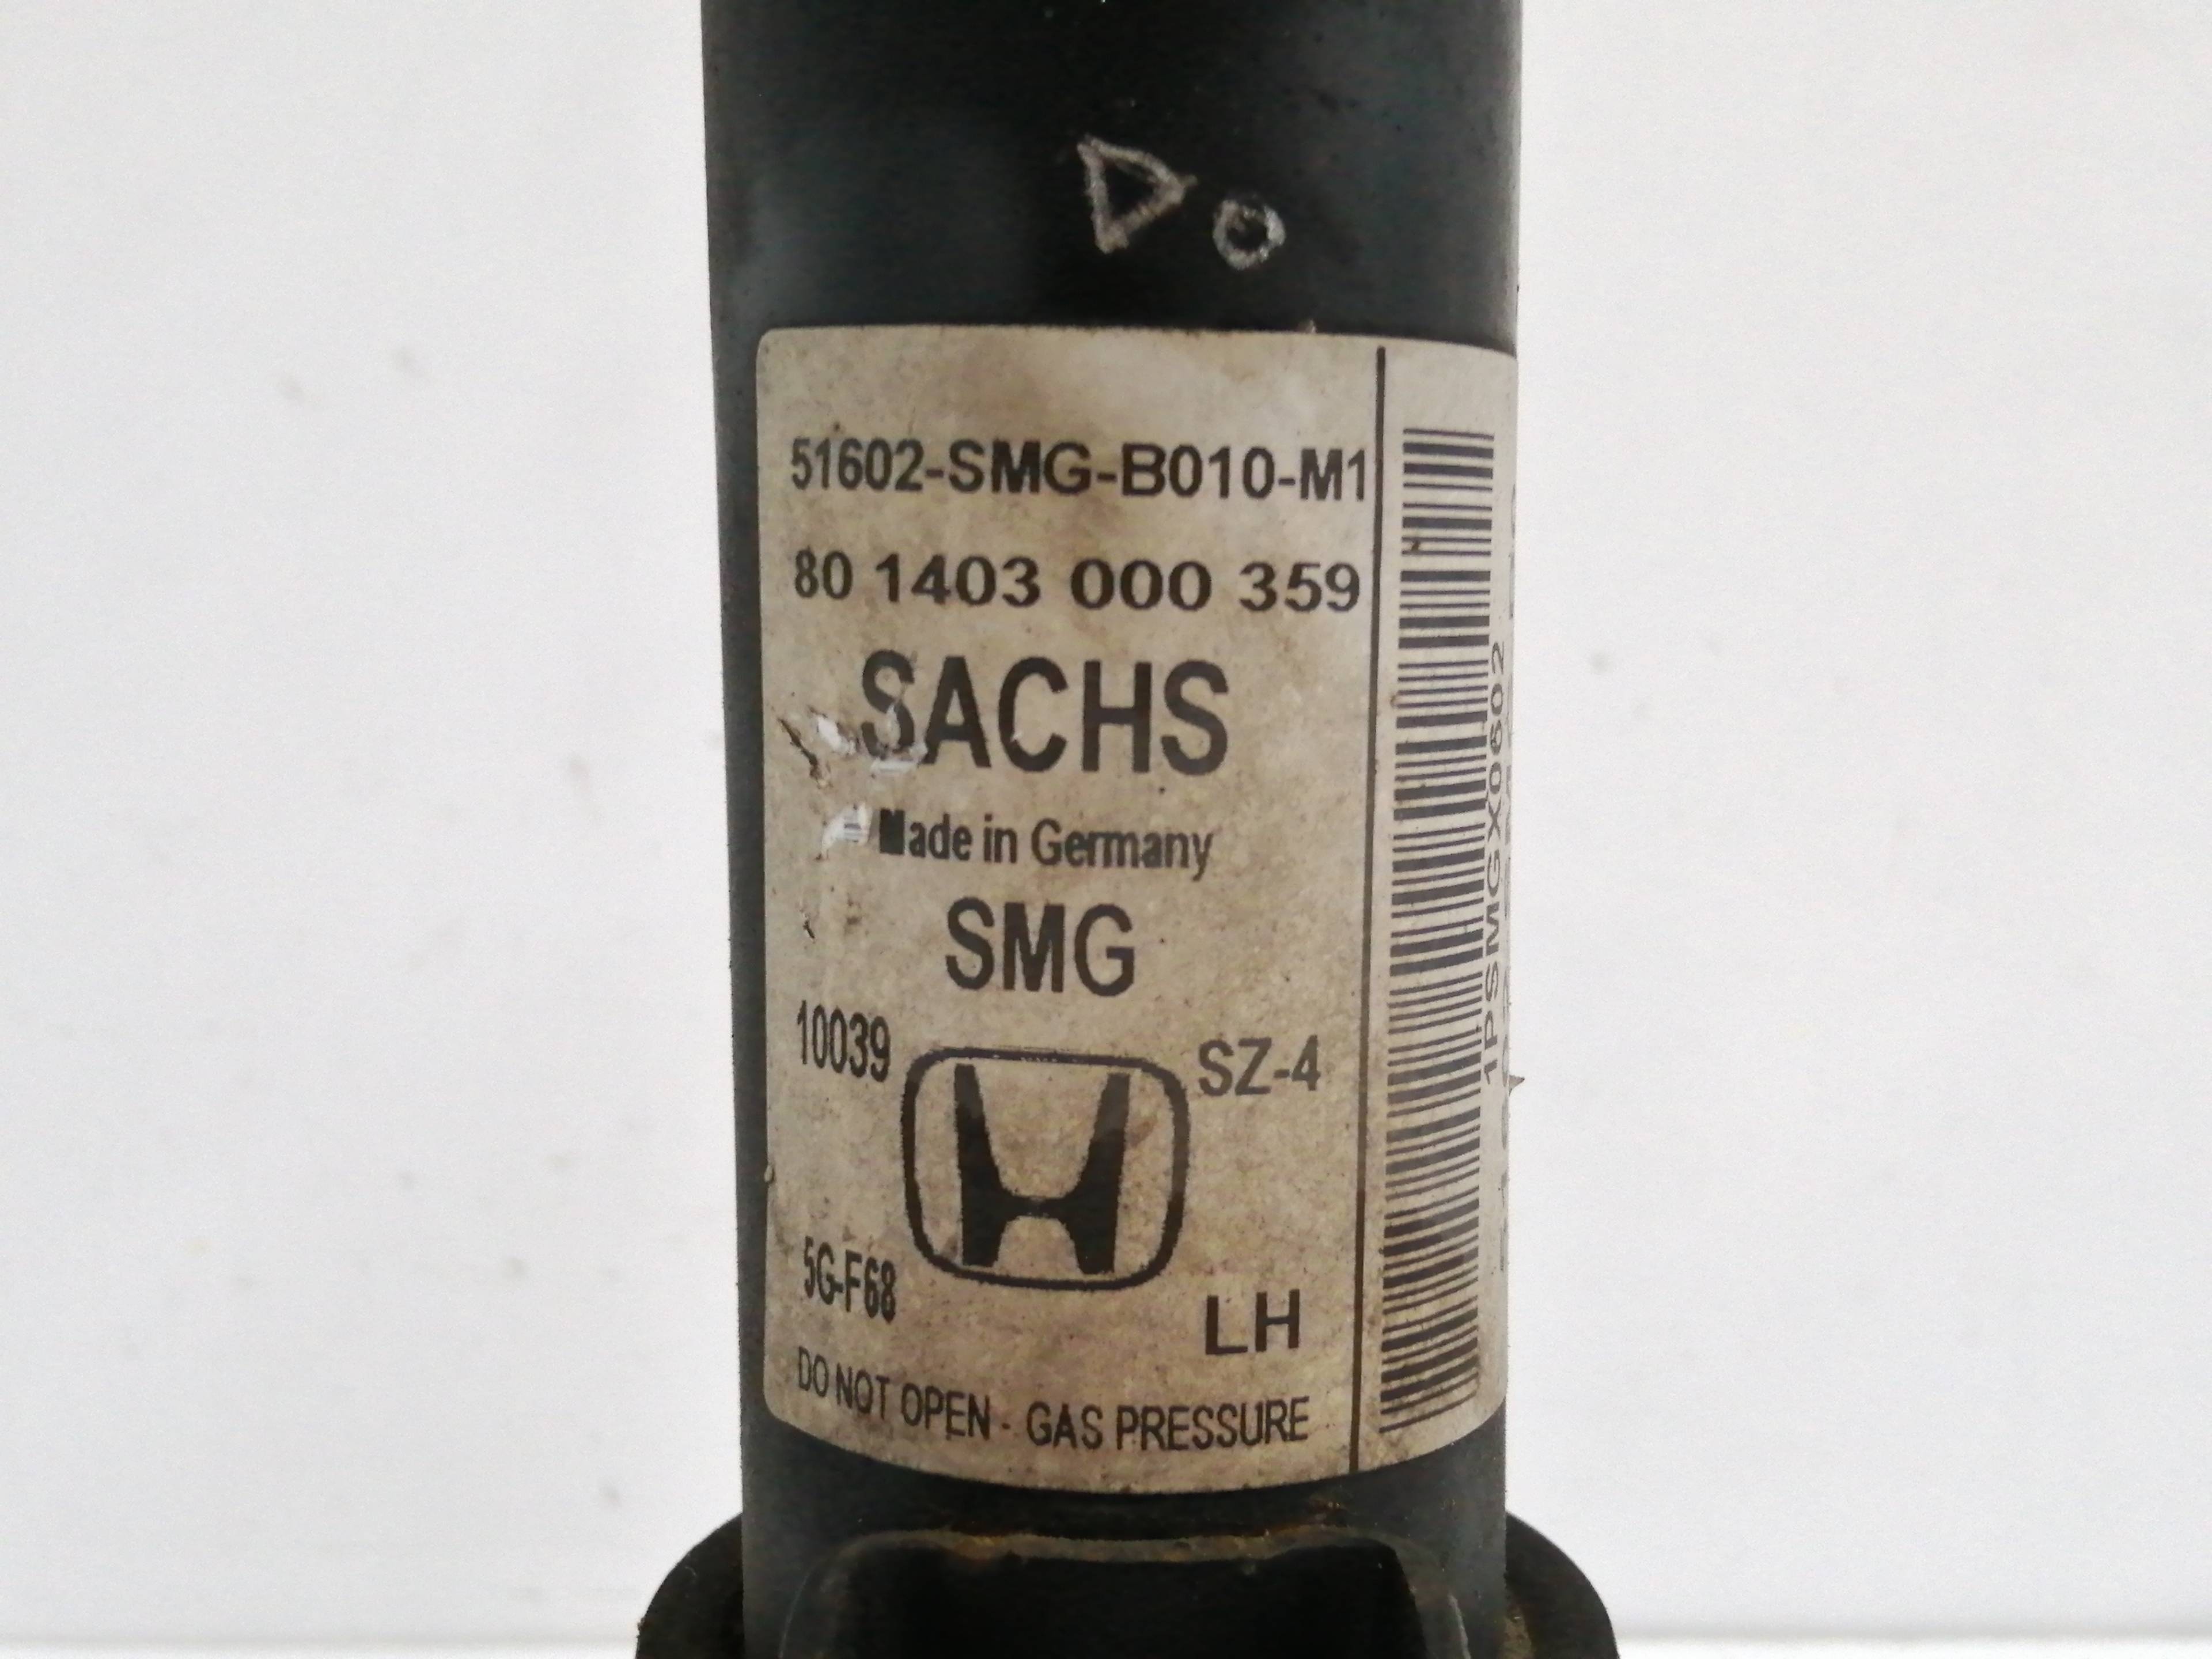 51602-SMG-B010-M1
80 1403 000 359
SACHS
Made in Germany
SMG
10039
SZ-4
5G-F68
LH
DO NOT OPEN - GAS PRESSURE
1PSMGX0602